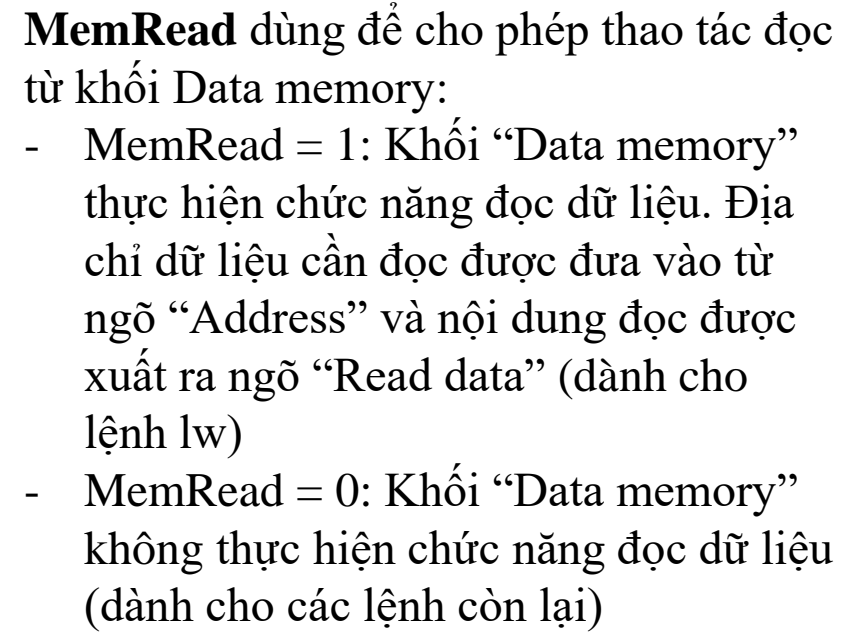 MemRead dùng để cho phép thao tác đọc
từ khối Data memory:
- MemRead = 1: Khối “Data memory”
thực hiện chức năng đọc dữ liệu. Địa
chỉ dữ liệu cần đọc được đưa vào từ
ngõ “Address” và nội dung đọc được
xuất ra ngõ “Read data” (dành cho
lệnh lw)
- MemRead = 0: Khối “Data memory”
không thực hiện chức năng đọc dữ liệu
(dành cho các lệnh còn lại)